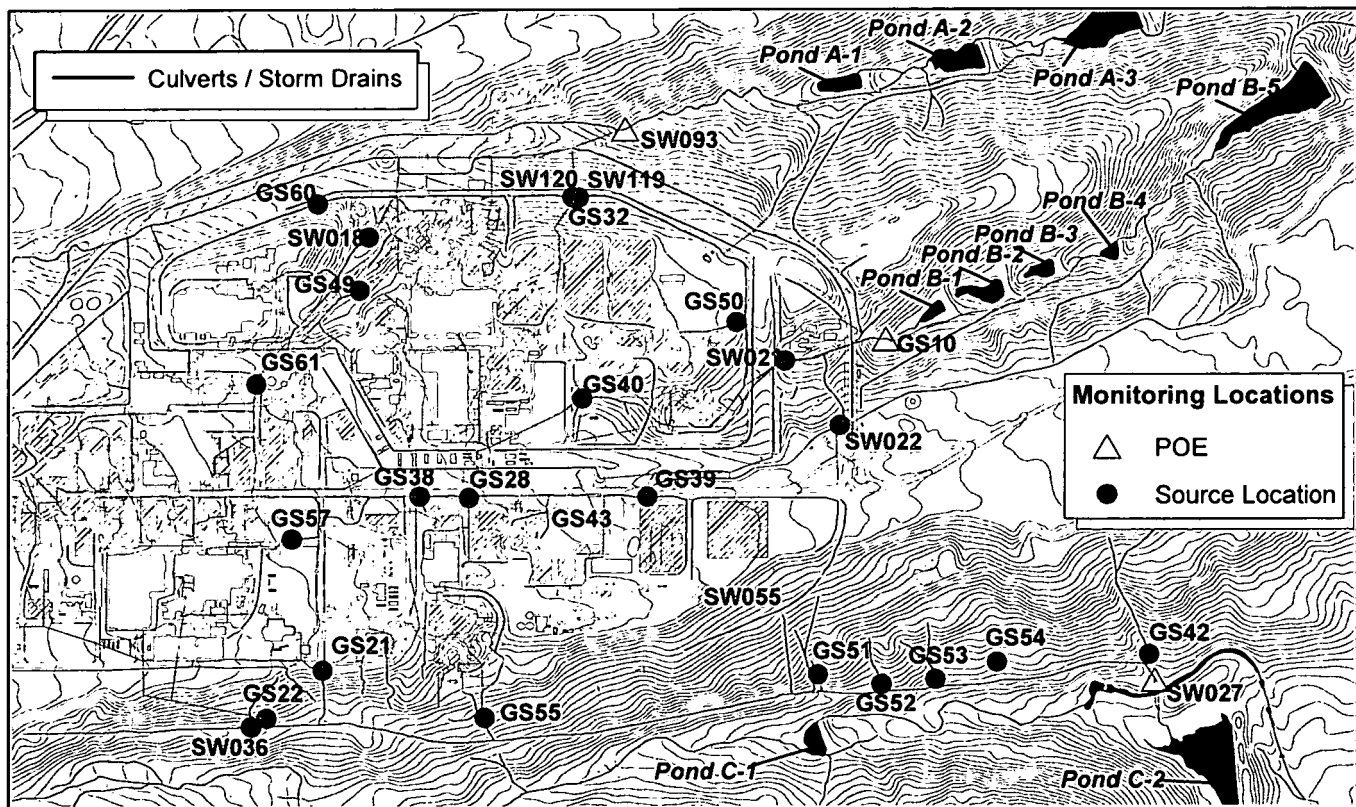 Pond A-2
Pond A-1
Culverts / Storm Drains
Pond A-3
Pond B-5
SW093
SW120
SW119
GS60
GS32
Pond B-4
SW018
Pond B-3
Pond B-2
GS49
Pond B-1
GS50
GS10
SW021
GS61
Monitoring Locations
GS40
SW022
POE
GS38
GS28
GS39
Source Location
GS43
GS57
SW055
GS21
GS51
GS53
GS54
GS42
GS22
GS52
SW027
GS55
SW036
Pond C-1
Pond C-2